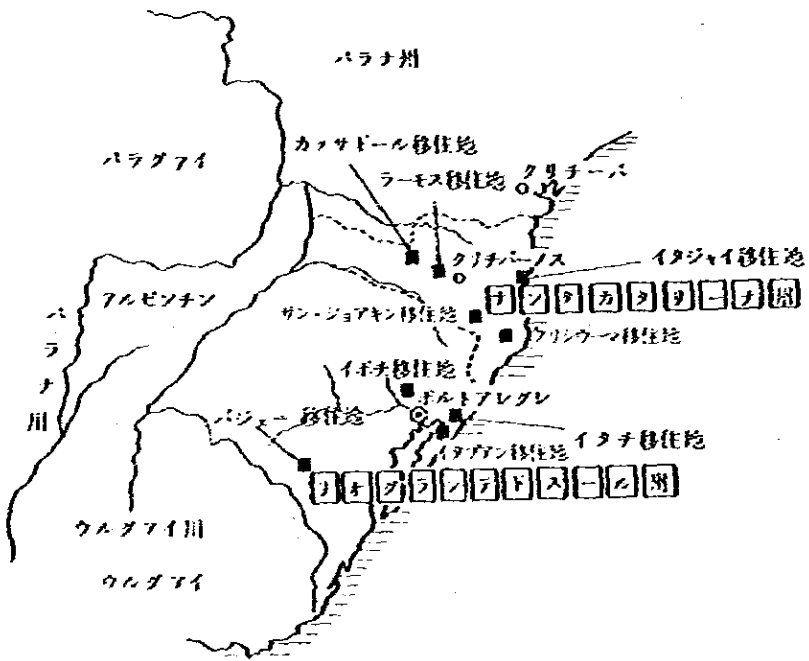 パラナ州
パラグアイ
カッサドール移住地
ラーモス移住地
クリチーバ
クリチバーノス
イタジャイ移住地
アルゼンチン
サンタカタリーナ州
サン・ジョアキン移住地
クリシウーマ移住地
パラナ川
イボチ移住地
ポルトアレグレ
バジェー移住地
イタチ移住地
イタプアン移住地
リオグランデドスール州
ウルグアイ川
ウルグアイ